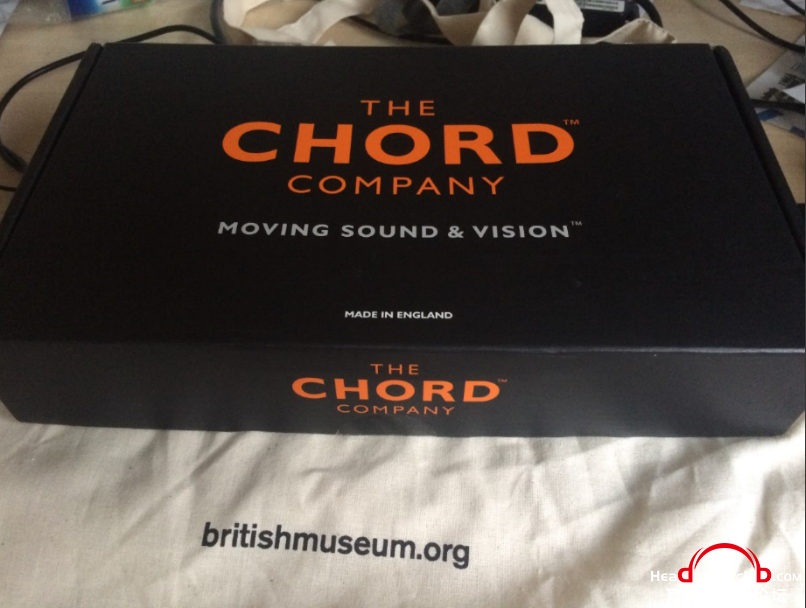 THE
CHORD™
COMPANY
MOVING SOUND & VISION™
MADE IN ENGLAND
THE
CHORD™
COMPANY
britishmuseum.org